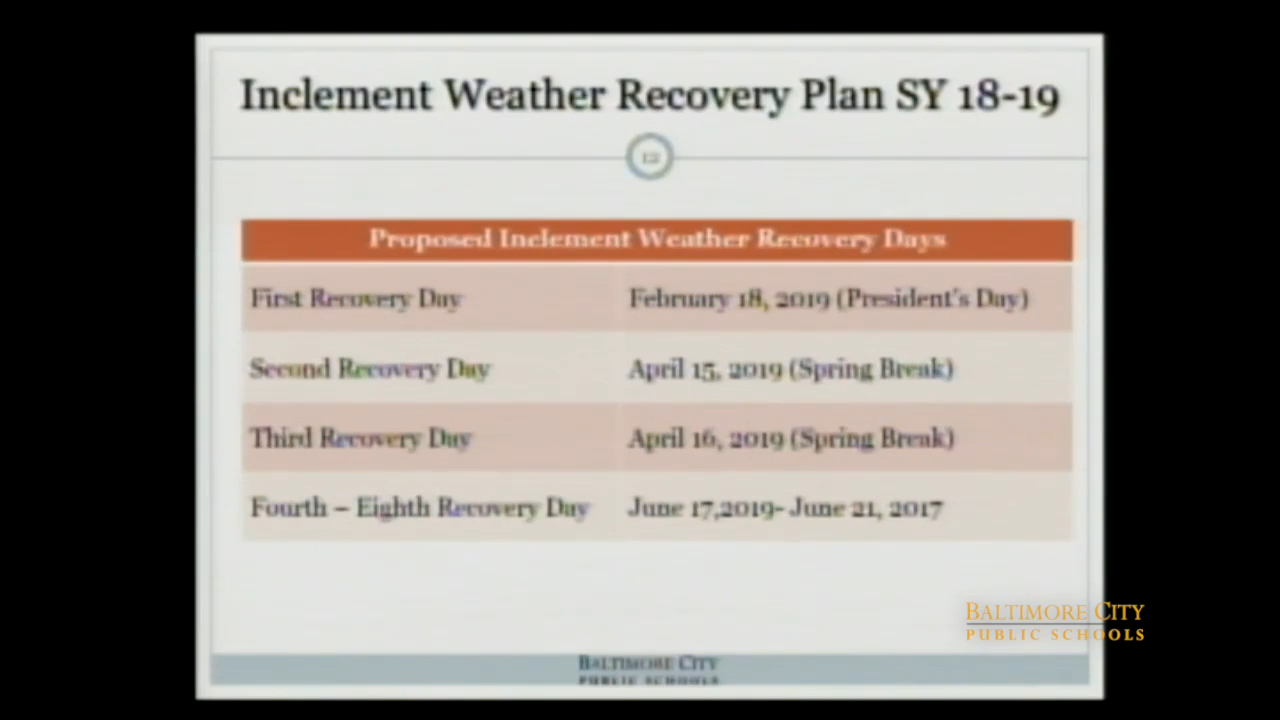 Inclement Weather Recovery Plan SY 18-19
12
Proposed Inclement Weather Recovery Days
First Recovery Day February 18, 2019 (President's Day)
Second Recovery Day April 15, 2019 (Spring Break)
Third Recovery Day April 16, 2019 (Spring Break)
Fourth – Eighth Recovery Day June 17,2019- June 21, 2017
BALTIMORE CITY
PUBLIC SCHOOLS
BALTIMORE CITY
PUBLIC SCHOOLS